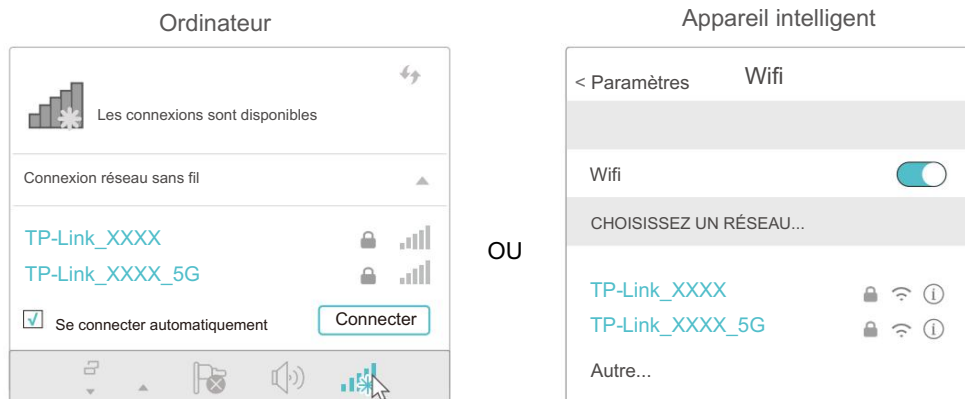 Ordinateur
Les connexions sont disponibles
Connexion réseau sans fil
TP-Link_XXXX
TP-Link_XXXX_5G
Se connecter automatiquement
Connecter
OU
Appareil intelligent
< Paramètres
Wifi
Wifi
CHOISISSEZ UN RÉSEAU...
TP-Link_XXXX
TP-Link_XXXX_5G
Autre...